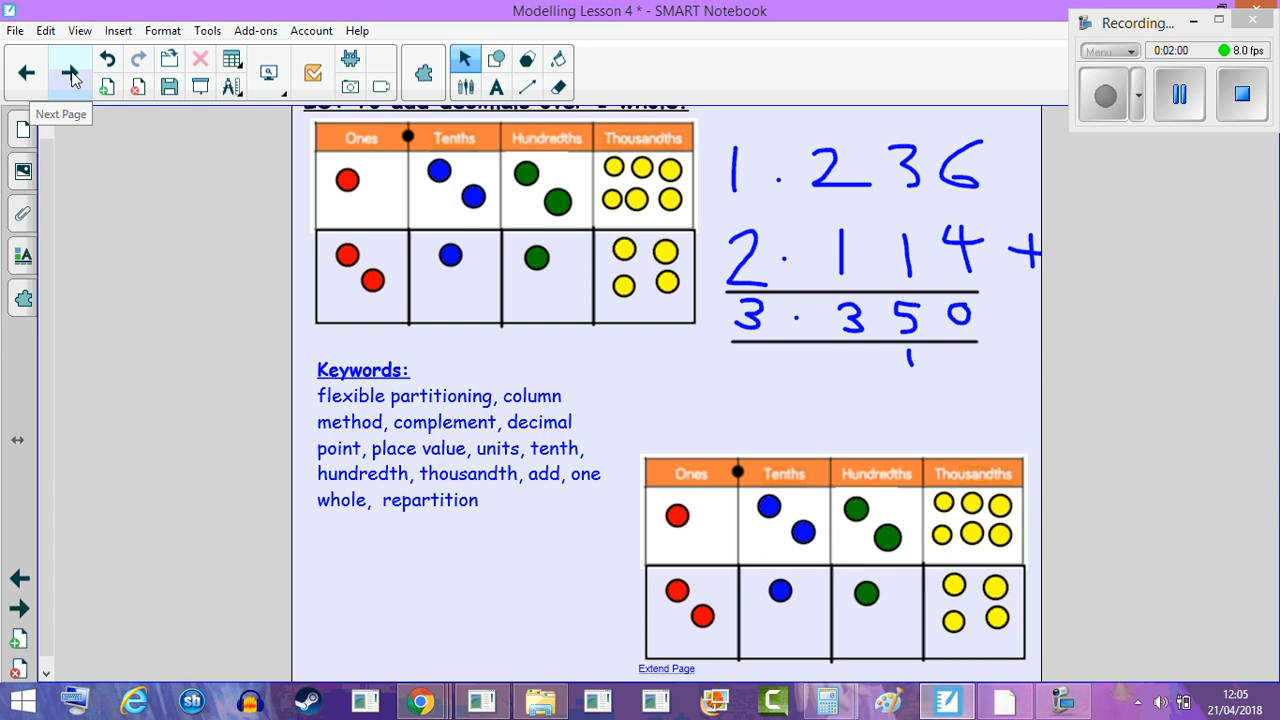 Modelling Lesson 4 * - SMART Notebook
Recording...
File Edit View Insert Format Tools Add-ons Account Help
Menu 0:02:00 8.0 fps
Next Page
Ones Tenths Hundredths Thousandths
1 . 2 3 6
2 . 1 1 4 +
3 . 3 5 0
1
Keywords:
flexible partitioning, column
method, complement, decimal
point, place value, units, tenth,
hundredth, thousandth, add, one
whole, repartition
Ones Tenths Hundredths Thousandths
Extend Page
12:05
21/04/2018